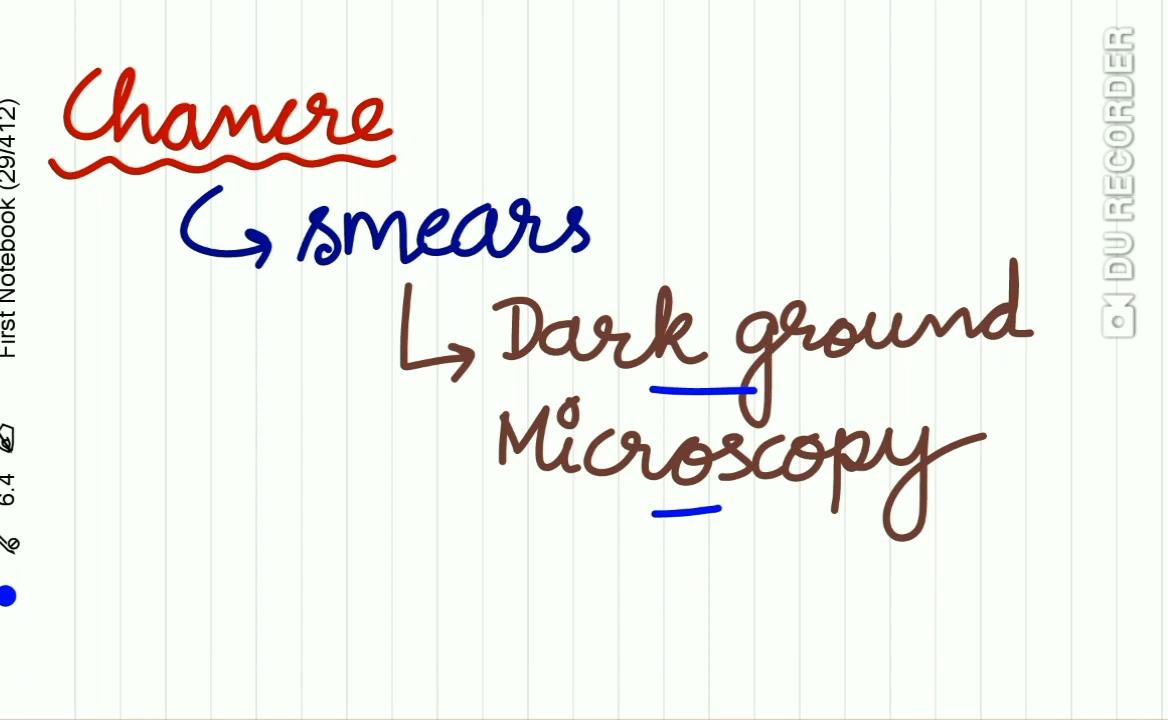 Chancre
smears
Dark ground
Microscopy
First Notebook (29/412)
6.4
DU RECORDER